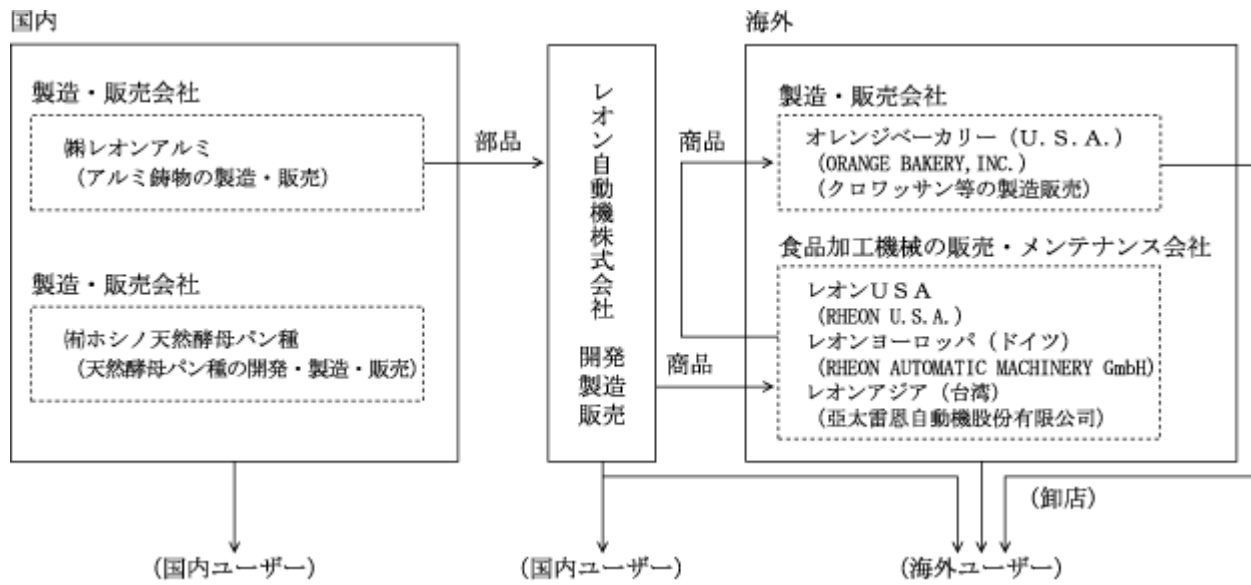 国内
製造・販売会社
㈱レオンアルミ
(アルミ鋳物の製造・販売)
製造・販売会社
㈲ホシノ天然酵母パン種
(天然酵母パン種の開発・製造・販売)
部品
レオン自動機株式会社
開発
製造
販売
商品
商品
海外
製造・販売会社
オレンジベーカリー(U.S.A.)
(ORANGE BAKERY,INC.)
(クロワッサン等の製造販売)
食品加工機械の販売・メンテナンス会社
レオンUSA
(RHEON U.S.A.)
レオンヨーロッパ(ドイツ)
(RHEON AUTOMATIC MACHINERY GmbH)
レオンアジア(台湾)
(亞太雷恩自動機股份有限公司)
(卸店)
(国内ユーザー)
(国内ユーザー)
(海外ユーザー)